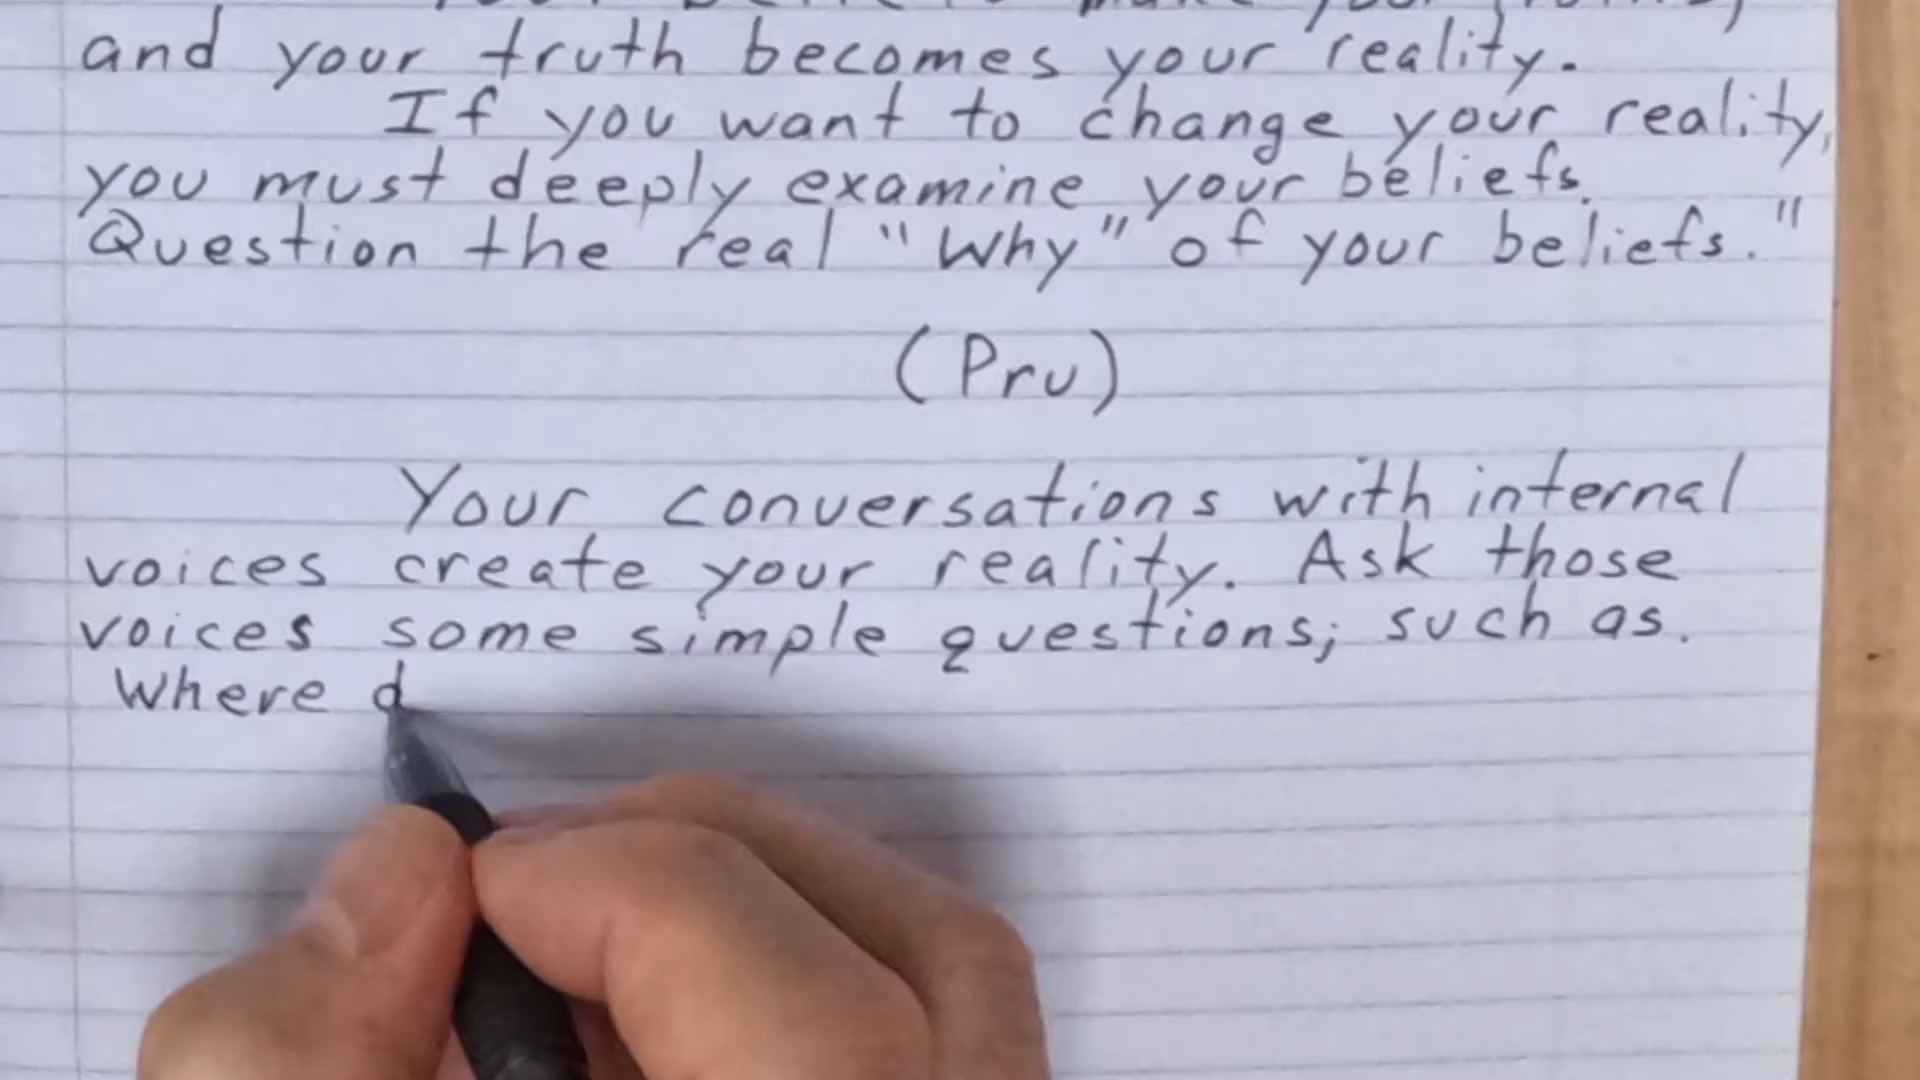 and your truth becomes your reality.
If you want to change your reality,
you must deeply examine your beliefs.
Question the real "Why" of your beliefs."
(Pru)
Your conversations with internal
voices create your reality. Ask those
voices some simple questions; such as.
Where d